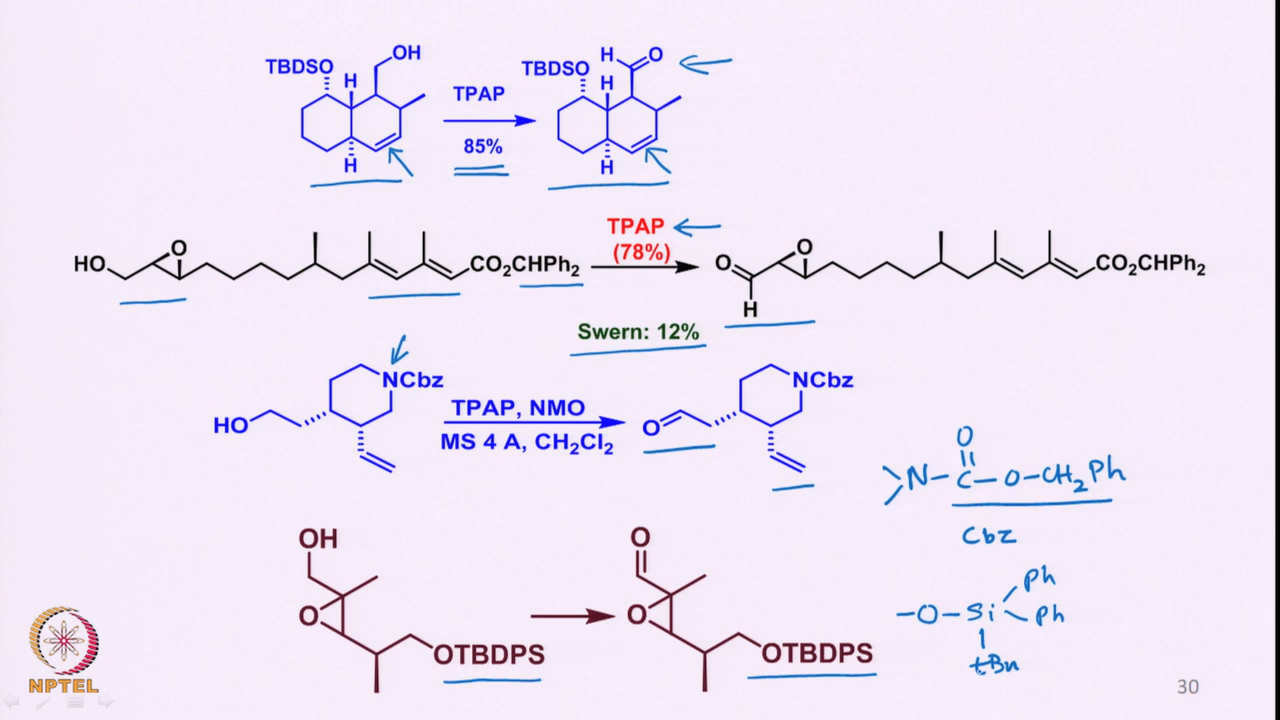 TBDSO H OH
H
TPAP
85%
TBDSO H O
H
H
HO O CO₂CHPh₂
TPAP
(78%)
O O CO₂CHPh₂
H
Swern: 12%
HO NCbz
TPAP, NMO
MS 4 A, CH₂Cl₂
O NCbz
O
N-C-O-CH₂Ph
Cbz
OH
O
OTBDPS
O
O
OTBDPS
Ph
-O-Si Ph
tBu
NPTEL
30